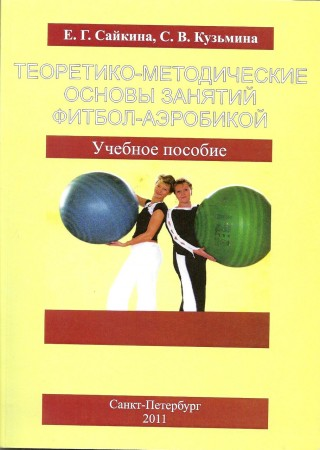 Е. Г. Сайкина, С. В. Кузьмина
ТЕОРЕТИКО-МЕТОДИЧЕСКИЕ
ОСНОВЫ ЗАНЯТИЙ
ФИТБОЛ-АЭРОБИКОЙ
Учебное пособие
Санкт-Петербург
2011